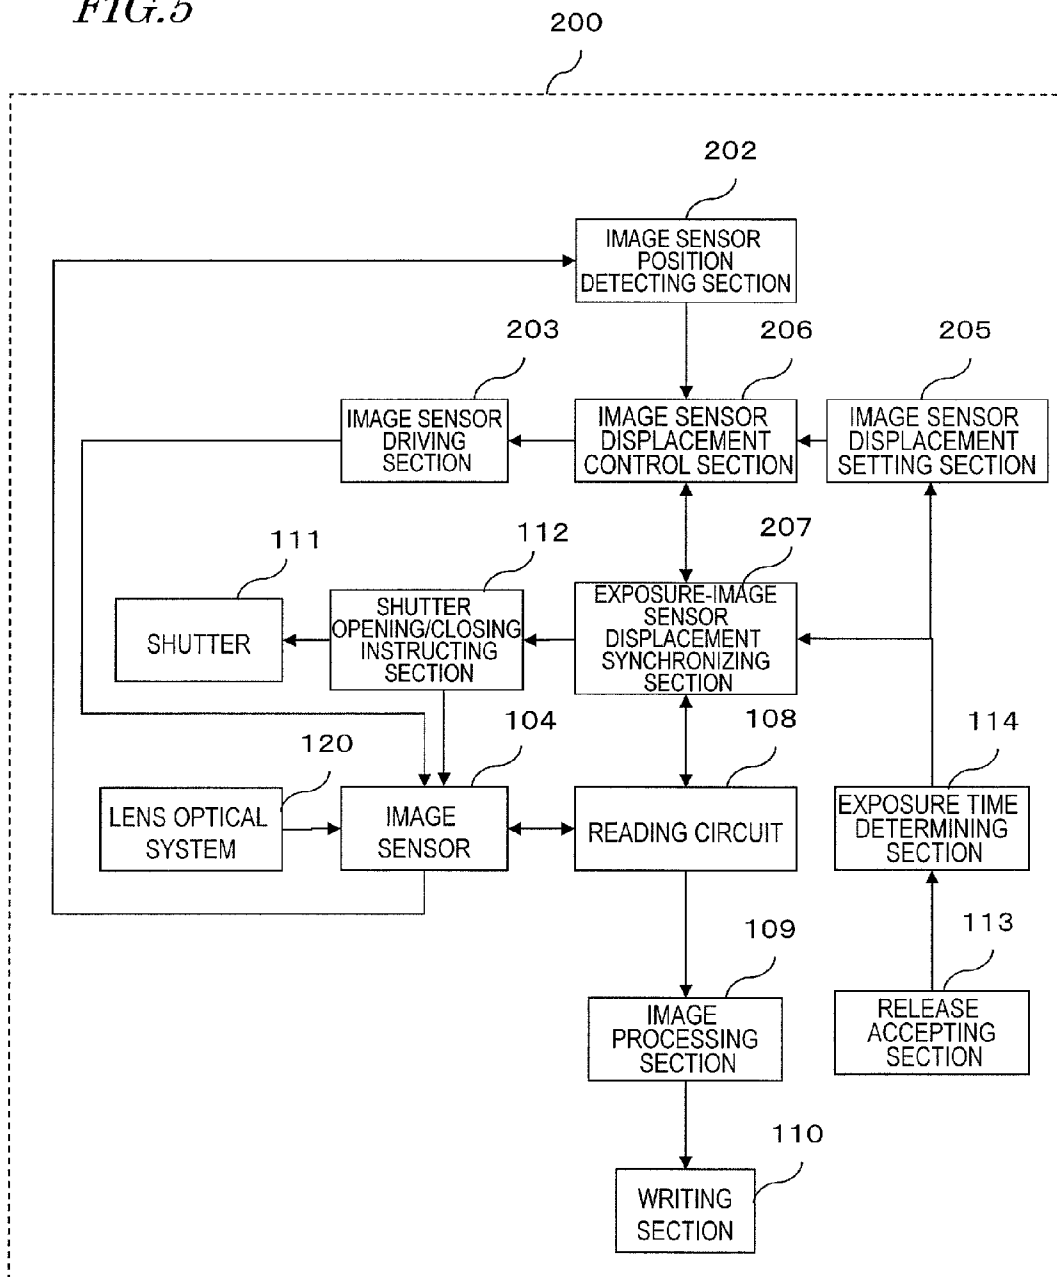 FIG.5
200
202
IMAGE SENSOR
POSITION
DETECTING SECTION
203
206
205
IMAGE SENSOR
DRIVING
SECTION
IMAGE SENSOR
DISPLACEMENT
CONTROL SECTION
IMAGE SENSOR
DISPLACEMENT
SETTING SECTION
111
112
207
SHUTTER
SHUTTER
OPENING/CLOSING
INSTRUCTING
SECTION
EXPOSURE-IMAGE
SENSOR
DISPLACEMENT
SYNCHRONIZING
SECTION
120
104
108
114
LENS OPTICAL
SYSTEM
IMAGE
SENSOR
READING CIRCUIT
EXPOSURE TIME
DETERMINING
SECTION
109
113
IMAGE
PROCESSING
SECTION
RELEASE
ACCEPTING
SECTION
110
WRITING
SECTION